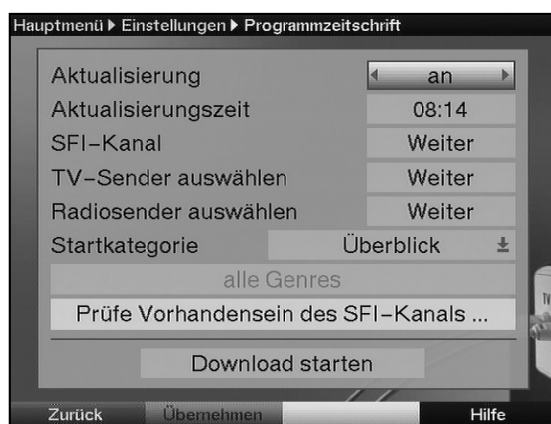 Hauptmenü ▶ Einstellungen ▶ Programmzeitschrift
Aktualisierung an
Aktualisierungszeit 08:14
SFI-Kanal Weiter
TV-Sender auswählen Weiter
Radiosender auswählen Weiter
Startkategorie Überblick
alle Genres
Prüfe Vorhandensein des SFI-Kanals ...
Download starten
TV
Zurück Übernehmen Hilfe